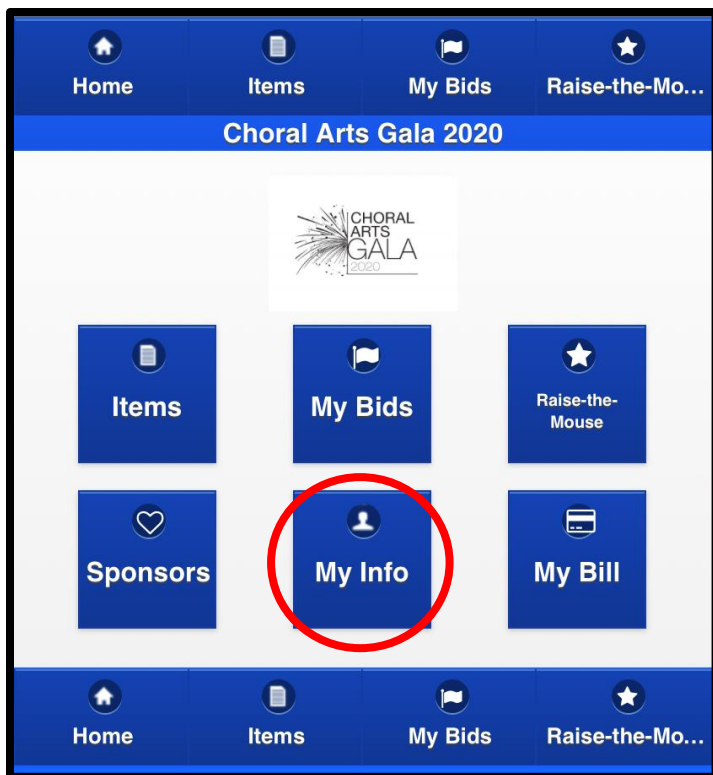 Home Items My Bids Raise-the-Mo...
Choral Arts Gala 2020
CHORAL
ARTS
GALA
2020
Items My Bids Raise-the-
Mouse
Sponsors My Info My Bill
Home Items My Bids Raise-the-Mo...